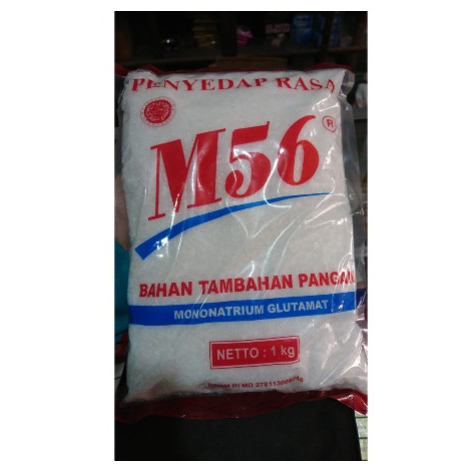 PENYEDAP RASA
M56®
BAHAN TAMBAHAN PANGAN
MONONATRIUM GLUTAMAT
NETTO : 1 kg